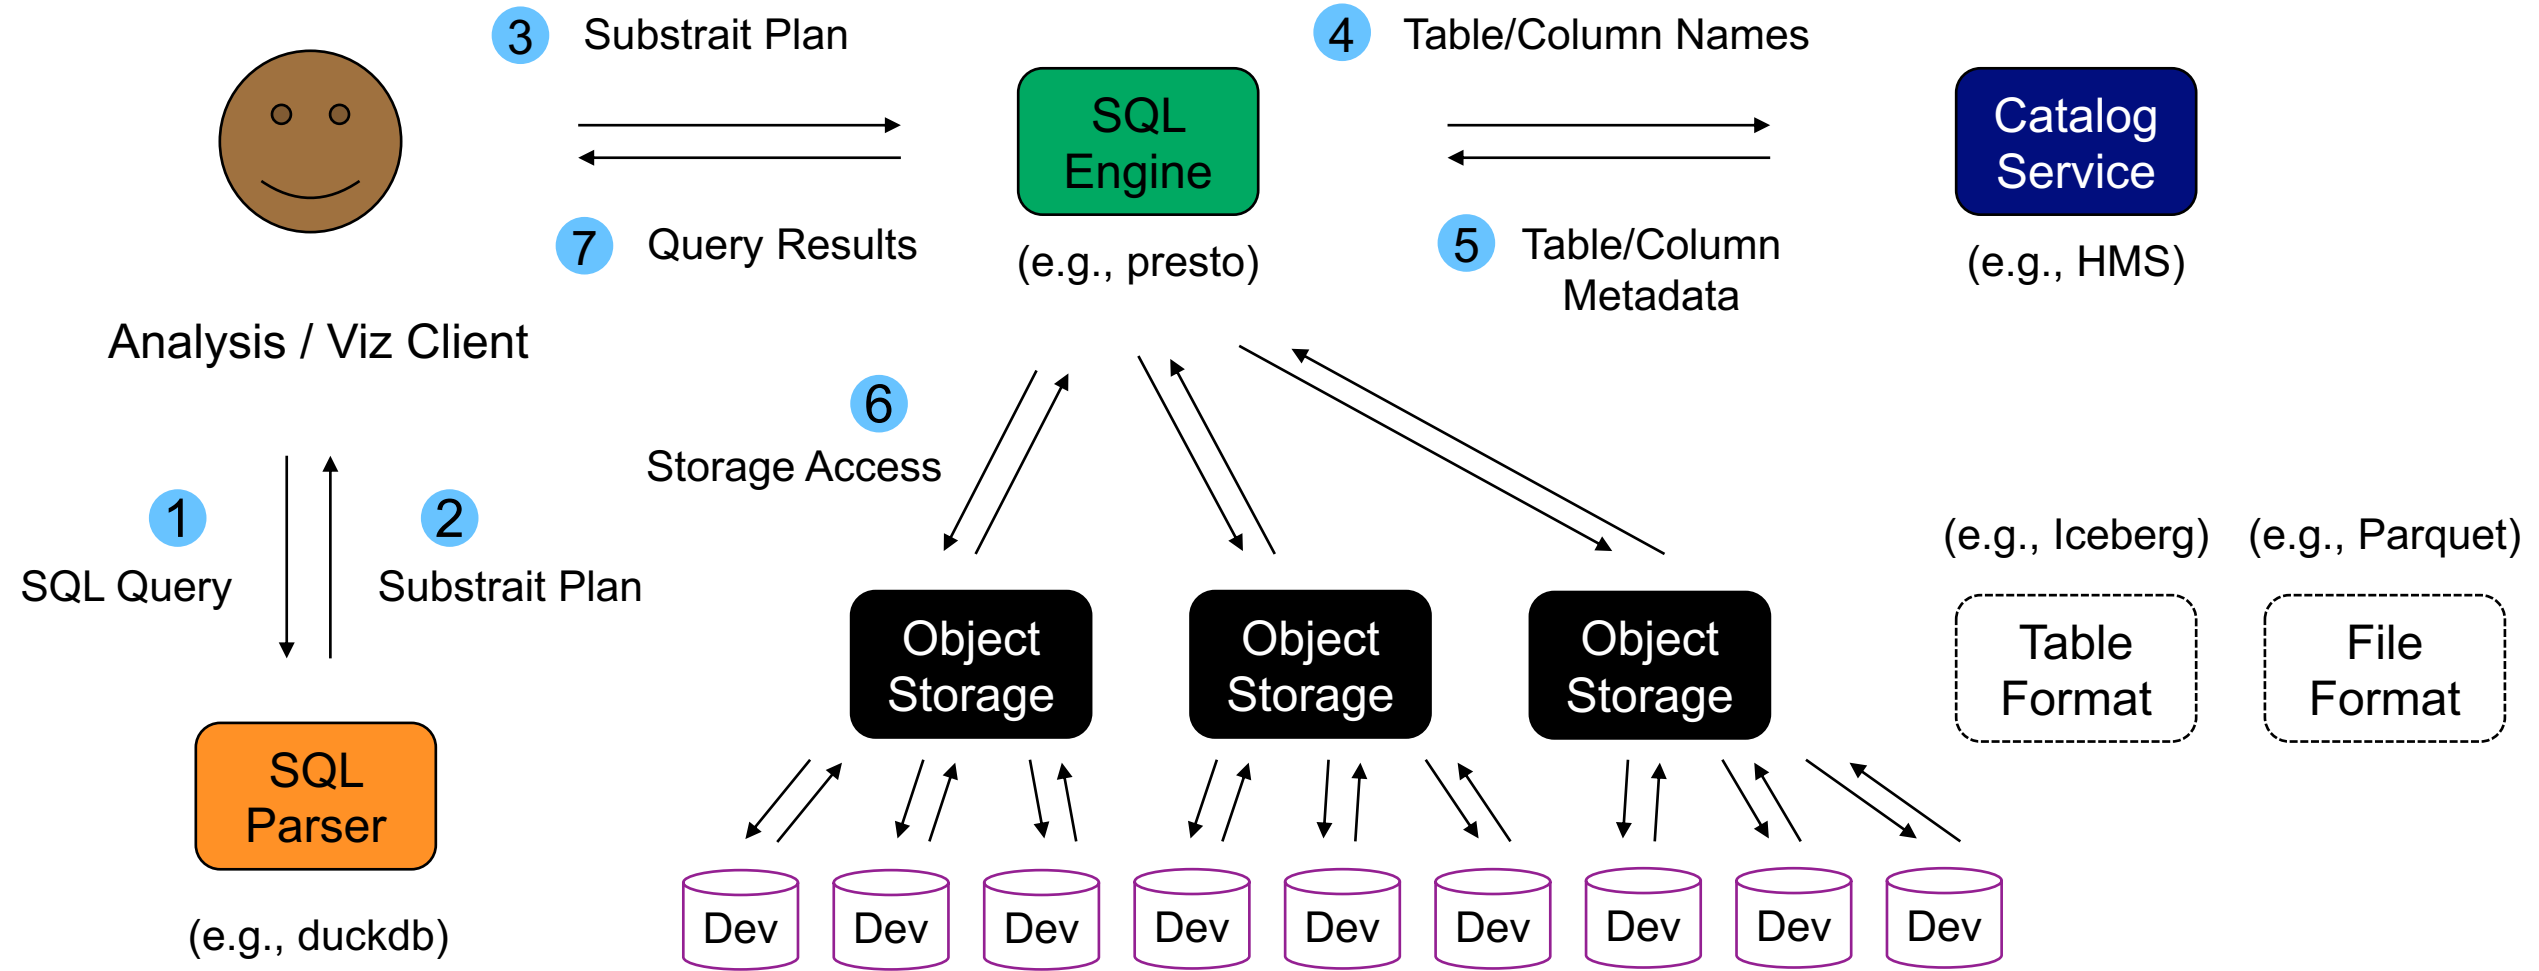 3 Substrait Plan
4 Table/Column Names
SQL
Engine
Catalog
Service
7 Query Results
(e.g., presto)
5 Table/Column
Metadata
(e.g., HMS)
Analysis / Viz Client
6
Storage Access
1
SQL Query
2
Substrait Plan
(e.g., Iceberg)
(e.g., Parquet)
Object
Storage
Object
Storage
Object
Storage
Table
Format
File
Format
SQL
Parser
(e.g., duckdb)
Dev
Dev
Dev
Dev
Dev
Dev
Dev
Dev
Dev